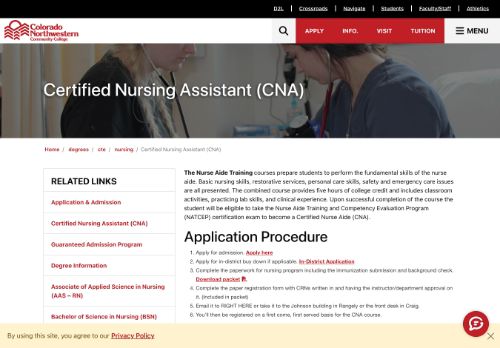 D2L | Crossroads | Navigate | Students | Faculty/Staff | Athletics
Colorado
Northwestern
Community College
APPLY INFO. VISIT TUITION MENU
Certified Nursing Assistant (CNA)
Home / degrees / cte / nursing / Certified Nursing Assistant (CNA)
RELATED LINKS
Application & Admission
Certified Nursing Assistant (CNA)
Guaranteed Admission Program
Degree Information
Associate of Applied Science in Nursing
(AAS ~ RN)
Bachelor of Science in Nursing (BSN)
The Nurse Aide Training courses prepare students to perform the fundamental skills of the nurse
aide. Basic nursing skills, restorative services, personal care skills, safety and emergency care issues
are all presented. The combined course provides five hours of college credit and includes classroom
activities, practicing lab skills, and clinical experience. Upon successful completion of the course the
student will be eligible to take the Nurse Aide Training and Competency Evaluation Program
(NATCEP) certification exam to become a Certified Nurse Aide (CNA).
Application Procedure
1. Apply for admission. Apply here
2. Apply for in-district bus down if applicable. In-District Application
3. Complete the paperwork for nursing program including the immunization submission and background check.
Download packet.
4. Complete the paper registration form with CRNs written in and having the instructor/department approval on
it. (included in packet)
5. Email it to RIGHT HERE or take it to the Johnson building in Rangely or the front desk in Craig.
6. You'll then be registered on a first come, first served basis for the CNA course.
By using this site, you agree to our Privacy Policy